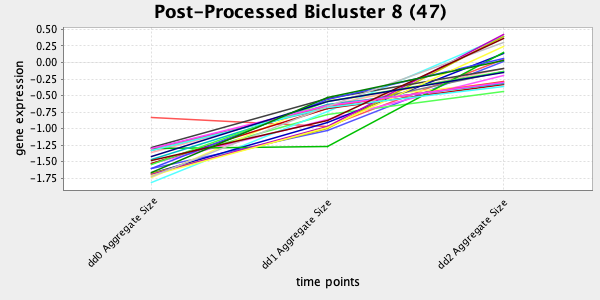 Post-Processed Bicluster 8 (47)
gene expression
0.50
0.25
0.00
-0.25
-0.50
-0.75
-1.00
-1.25
-1.50
-1.75
dd0 Aggregate Size
dd1 Aggregate Size
dd2 Aggregate Size
time points